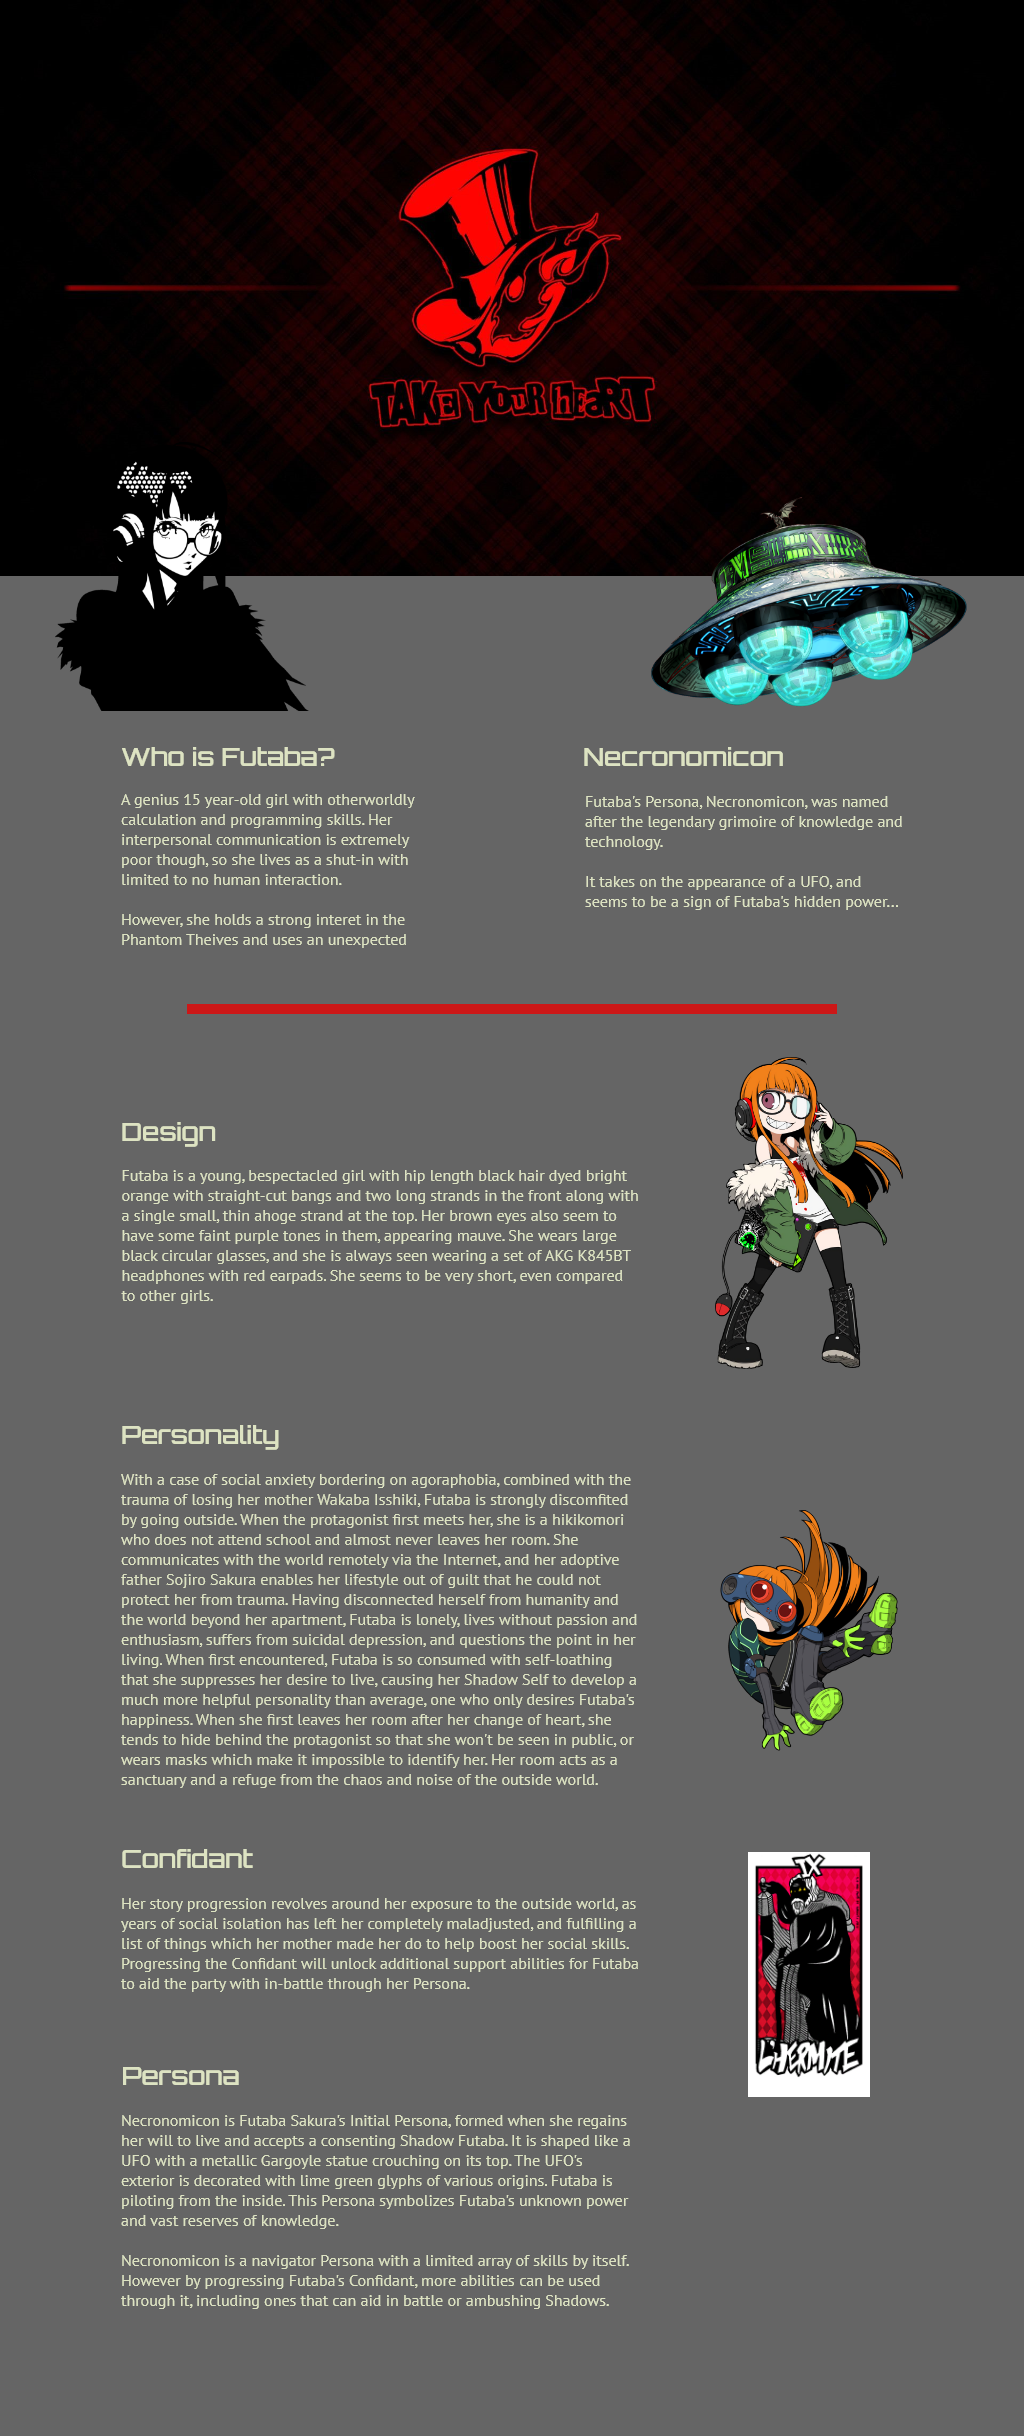 TAKE YOUR HEART
Who is Futaba?
A genius 15 year-old girl with otherworldly
calculation and programming skills. Her
interpersonal communication is extremely
poor though, so she lives as a shut-in with
limited to no human interaction.
However, she holds a strong interet in the
Phantom Theives and uses an unexpected
Necronomicon
Futaba's Persona, Necronomicon, was named
after the legendary grimoire of knowledge and
technology.
It takes on the appearance of a UFO, and
seems to be a sign of Futaba's hidden power...
Design
Futaba is a young, bespectacled girl with hip length black hair dyed bright
orange with straight-cut bangs and two long strands in the front along with
a single small, thin ahoge strand at the top. Her brown eyes also seem to
have some faint purple tones in them, appearing mauve. She wears large
black circular glasses, and she is always seen wearing a set of AKG K845BT
headphones with red earpads. She seems to be very short, even compared
to other girls.
Personality
With a case of social anxiety bordering on agoraphobia, combined with the
trauma of losing her mother Wakaba Isshiki, Futaba is strongly discomfited
by going outside. When the protagonist first meets her, she is a hikikomori
who does not attend school and almost never leaves her room. She
communicates with the world remotely via the Internet, and her adoptive
father Sojiro Sakura enables her lifestyle out of guilt that he could not
protect her from trauma. Having disconnected herself from humanity and
the world beyond her apartment, Futaba is lonely, lives without passion and
enthusiasm, suffers from suicidal depression, and questions the point in her
living. When first encountered, Futaba is so consumed with self-loathing
that she suppresses her desire to live, causing her Shadow Self to develop a
much more helpful personality than average, one who only desires Futaba's
happiness. When she first leaves her room after her change of heart, she
tends to hide behind the protagonist so that she won't be seen in public, or
wears masks which make it impossible to identify her. Her room acts as a
sanctuary and a refuge from the chaos and noise of the outside world.
Confidant
Her story progression revolves around her exposure to the outside world, as
years of social isolation has left her completely maladjusted, and fulfilling a
list of things which her mother made her do to help boost her social skills.
Progressing the Confidant will unlock additional support abilities for Futaba
to aid the party with in-battle through her Persona.
IX
L'HERMITE
Persona
Necronomicon is Futaba Sakura's Initial Persona, formed when she regains
her will to live and accepts a consenting Shadow Futaba. It is shaped like a
UFO with a metallic Gargoyle statue crouching on its top. The UFO's
exterior is decorated with lime green glyphs of various origins. Futaba is
piloting from the inside. This Persona symbolizes Futaba's unknown power
and vast reserves of knowledge.
Necronomicon is a navigator Persona with a limited array of skills by itself.
However by progressing Futaba's Confidant, more abilities can be used
through it, including ones that can aid in battle or ambushing Shadows.